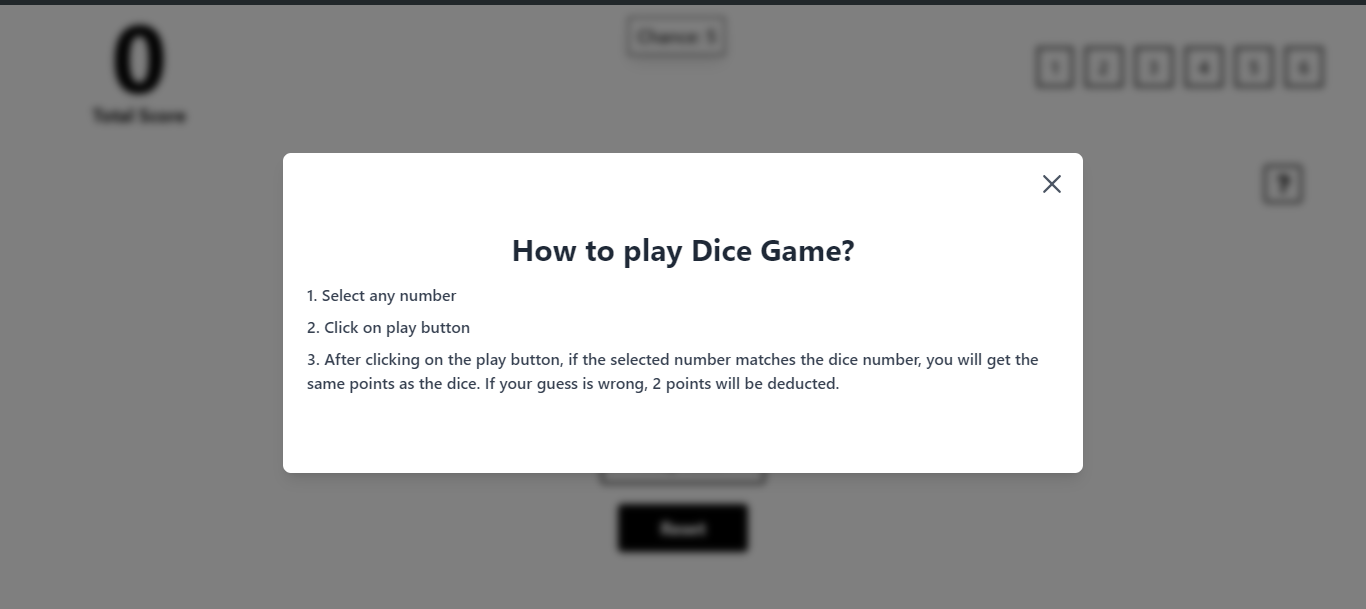 0
Total Score
Chance: 5
1 2 3 4 5 6
?
How to play Dice Game?
1. Select any number
2. Click on play button
3. After clicking on the play button, if the selected number matches the dice number, you will get the
same points as the dice. If your guess is wrong, 2 points will be deducted.
Reset